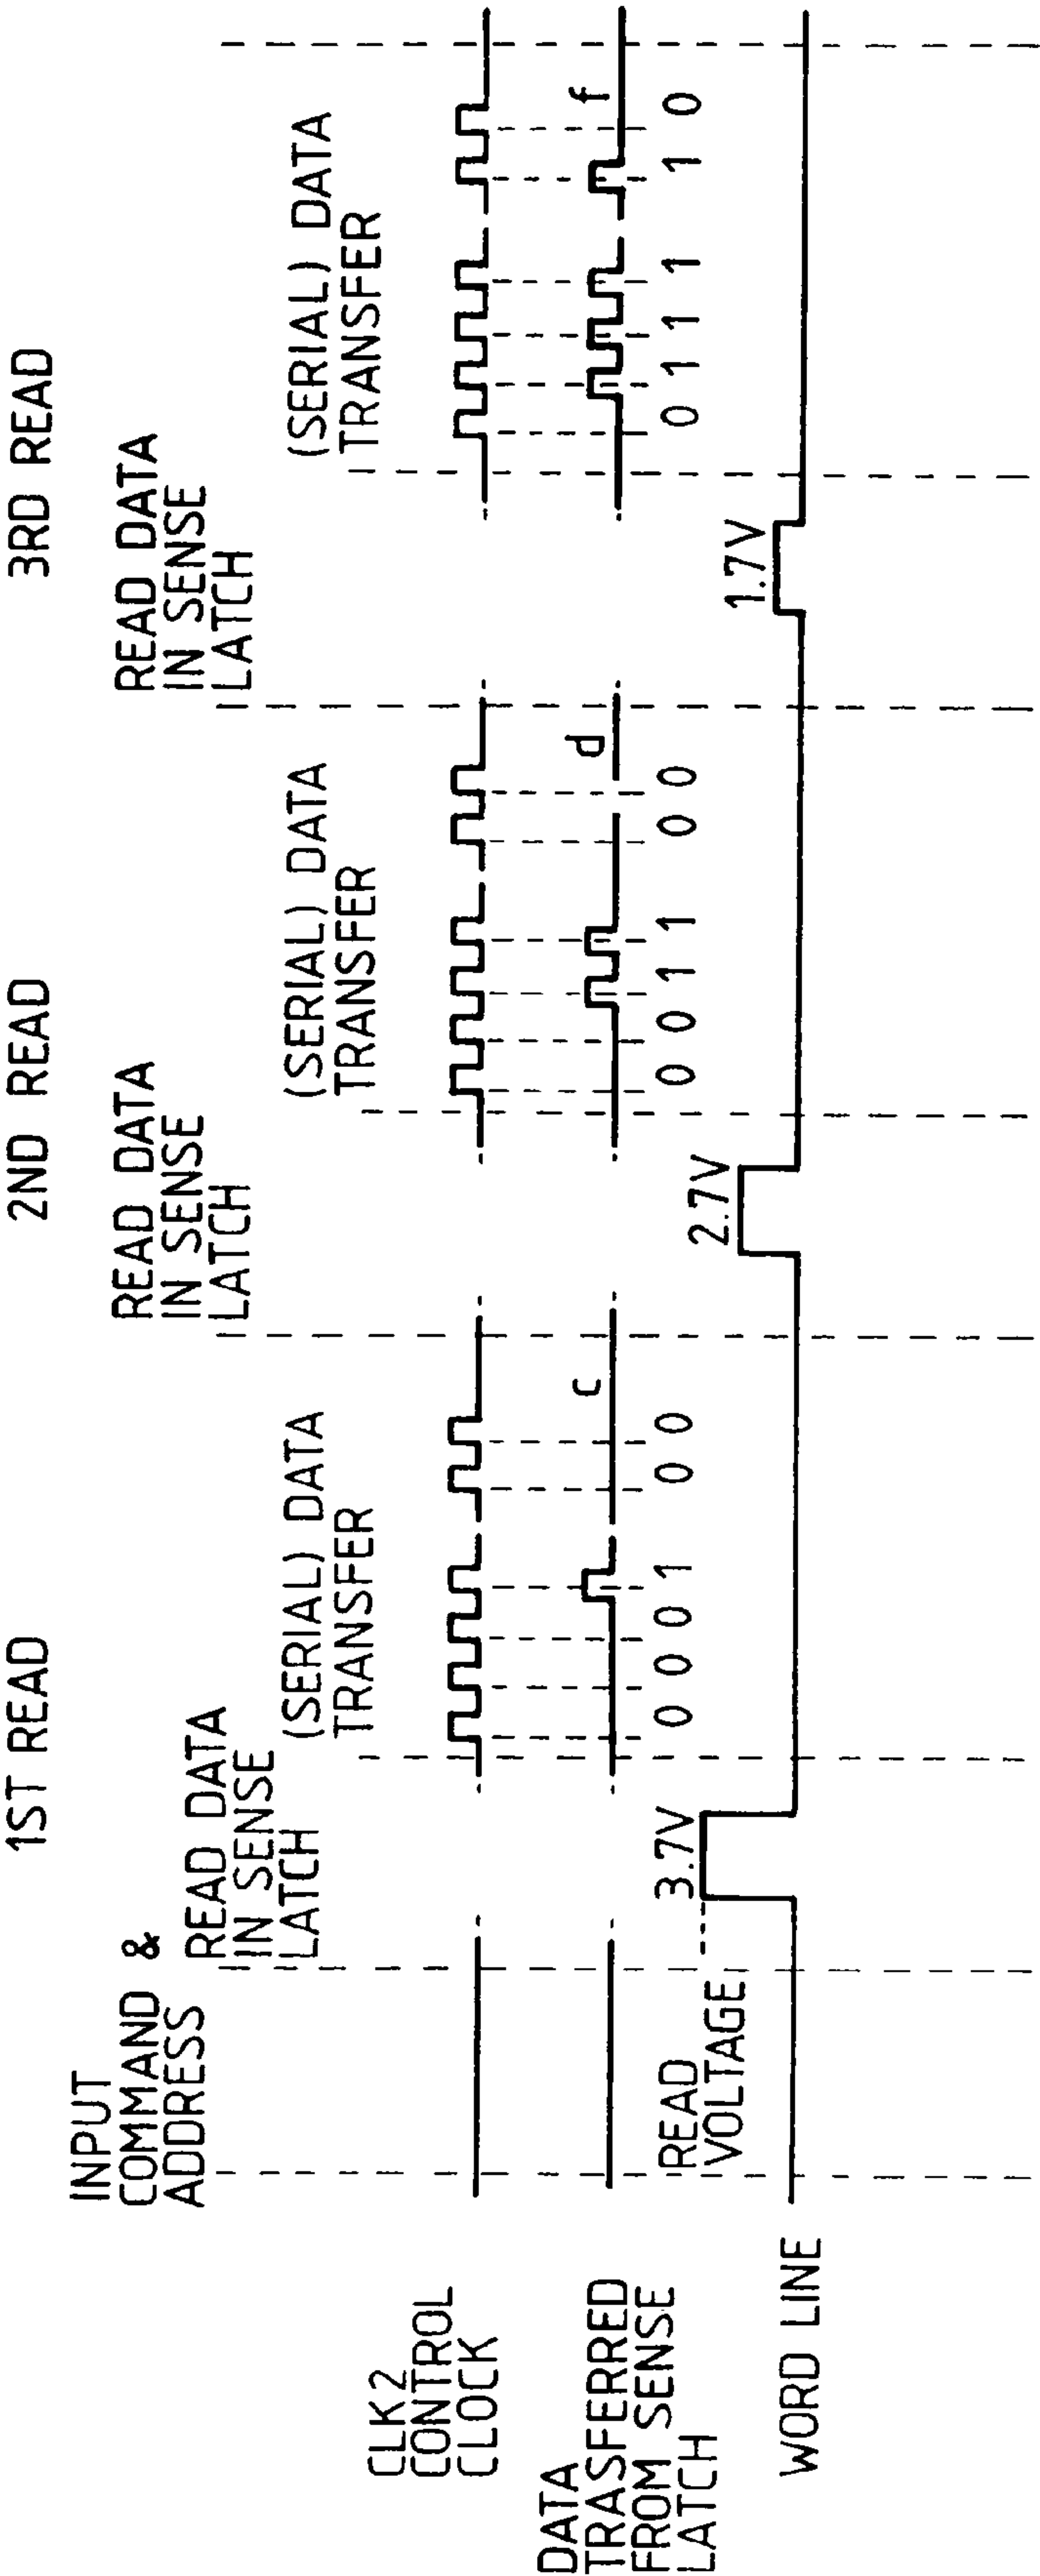 1ST READ
2ND READ
3RD READ
INPUT
COMMAND &
ADDRESS
READ DATA
IN SENSE
LATCH
(SERIAL) DATA
TRANSFER
READ DATA
IN SENSE
LATCH
(SERIAL) DATA
TRANSFER
READ DATA
IN SENSE
LATCH
(SERIAL) DATA
TRANSFER
CLK2
CONTROL
CLOCK
DATA
TRASFERRED
FROM SENSE
LATCH
c
d
f
0 0 0 1 0 0
0 0 1 1 0 0
0 1 1 1 1 0
READ
VOLTAGE
3.7V
2.7V
1.7V
WORD LINE